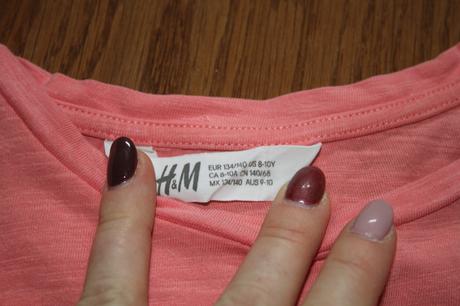 H&M
EUR 134/140 US 8-10Y
CA 8-10A CN 140/68
MX 134/140 AUS 9-10